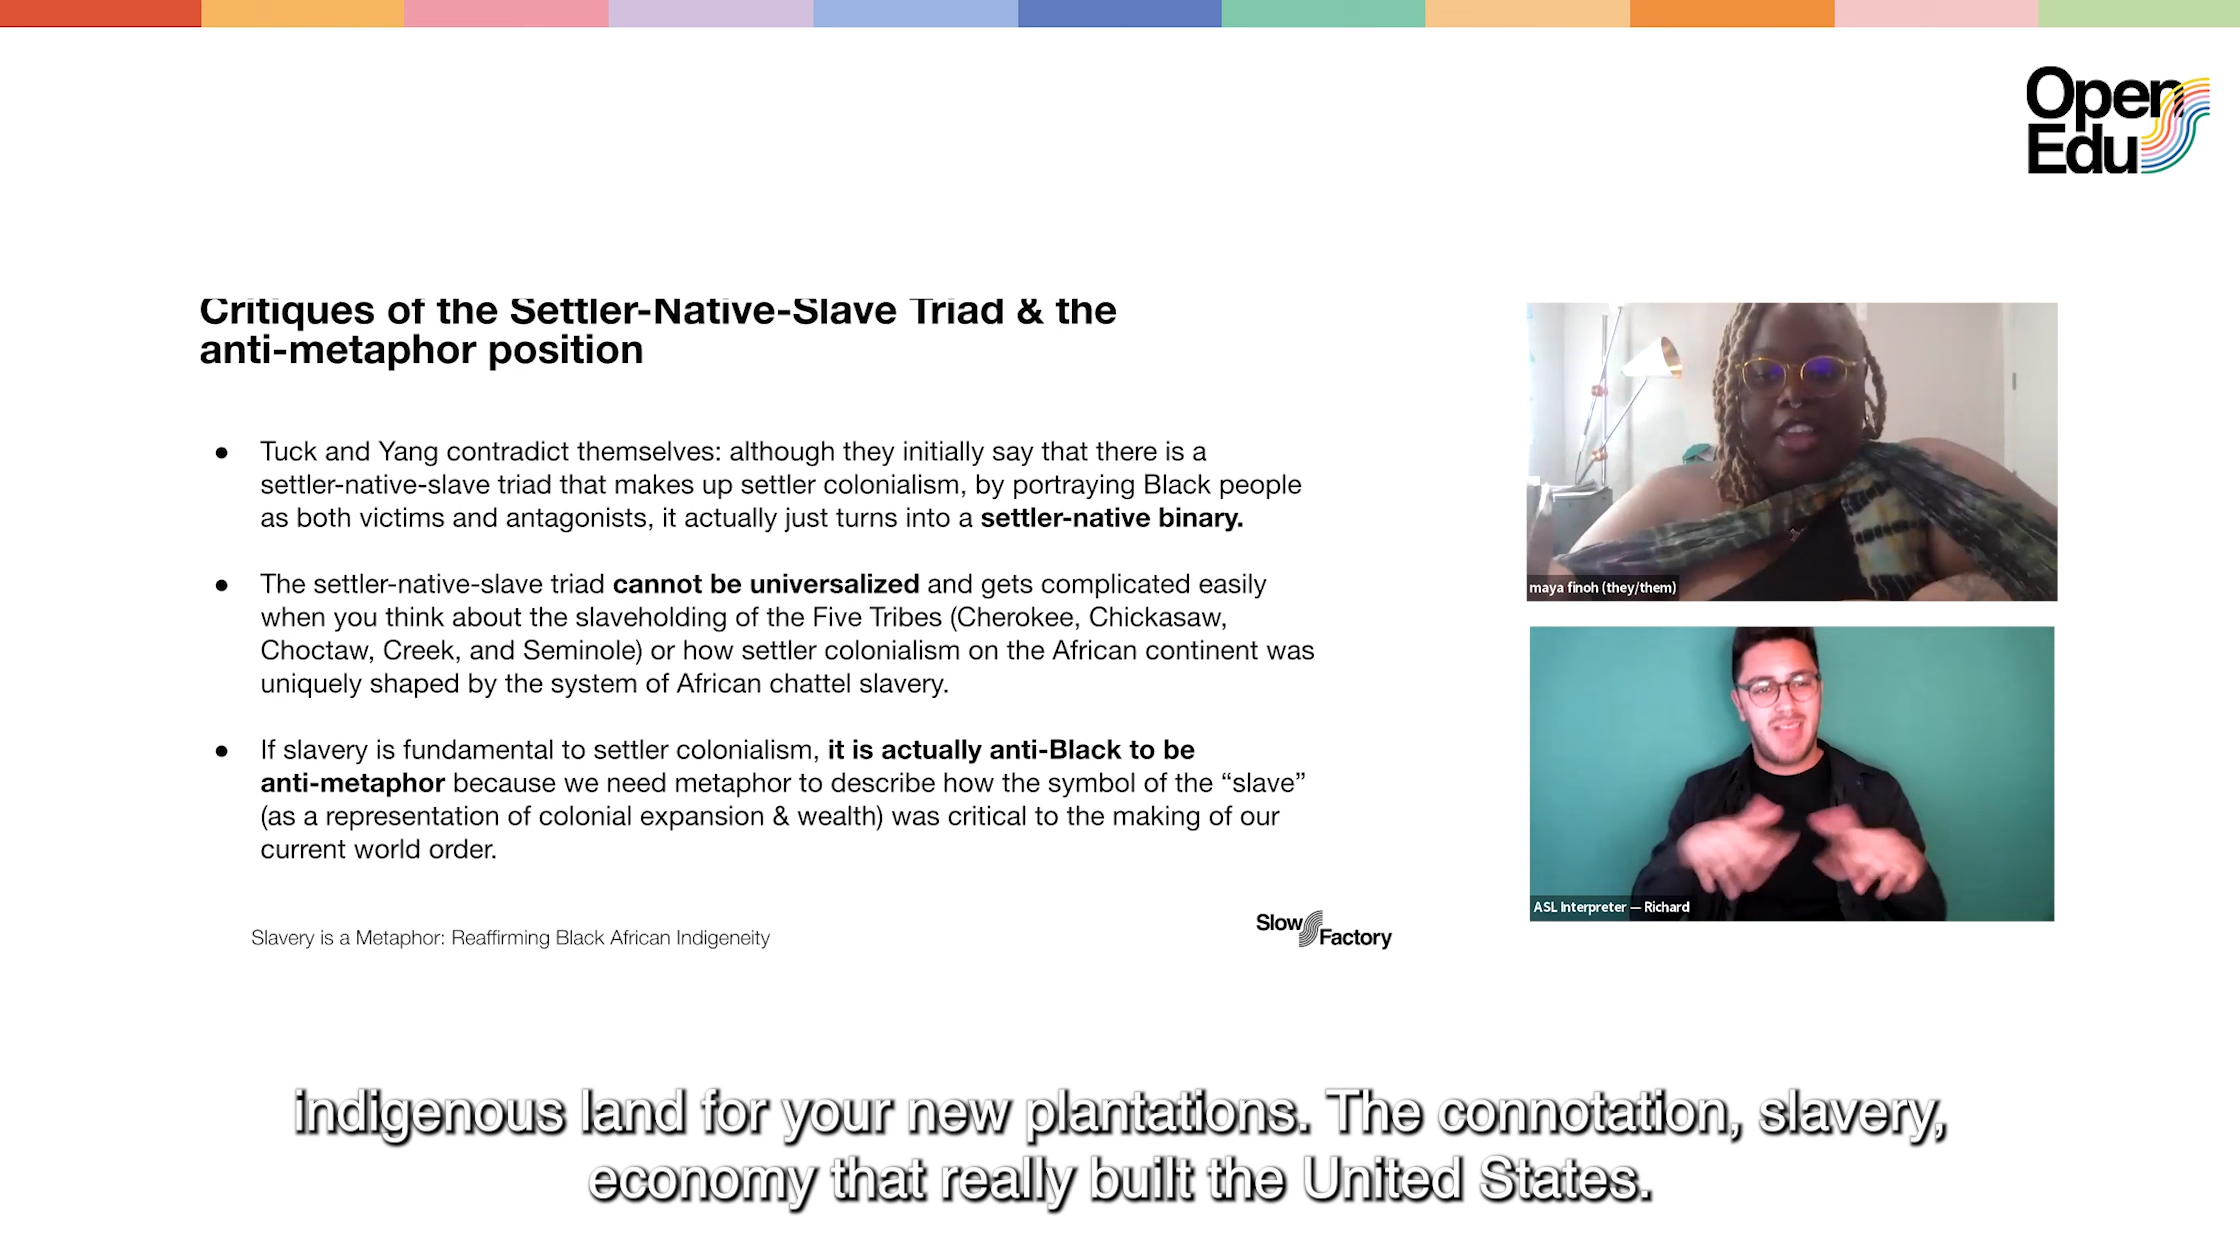 Open
Edu
Critiques of the Settler-Native-Slave Triad & the
anti-metaphor position
● Tuck and Yang contradict themselves: although they initially say that there is a
settler-native-slave triad that makes up settler colonialism, by portraying Black people
as both victims and antagonists, it actually just turns into a settler-native binary.
● The settler-native-slave triad cannot be universalized and gets complicated easily
when you think about the slaveholding of the Five Tribes (Cherokee, Chickasaw,
Choctaw, Creek, and Seminole) or how settler colonialism on the African continent was
uniquely shaped by the system of African chattel slavery.
● If slavery is fundamental to settler colonialism, it is actually anti-Black to be
anti-metaphor because we need metaphor to describe how the symbol of the “slave”
(as a representation of colonial expansion & wealth) was critical to the making of our
current world order.
Slavery is a Metaphor: Reaffirming Black African Indigeneity
Slow
Factory
maya finoh (they/them)
ASL Interpreter — Richard
indigenous land for your new plantations. The connotation, slavery,
economy that really built the United States.